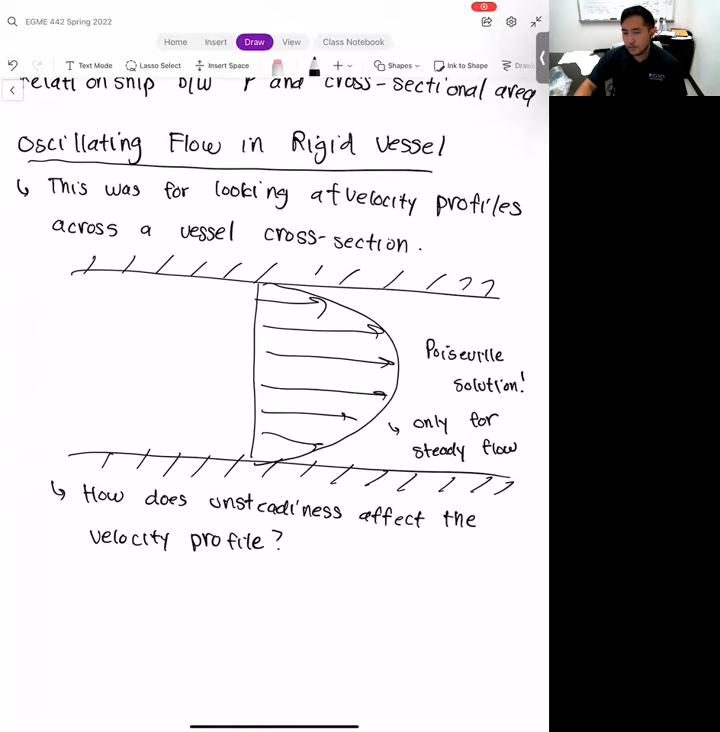 EGME 442 Spring 2022
Home Insert Draw View Class Notebook
Text Mode Lasso Select Insert Space Shapes Ink to Shape Draw
relationship b/w r and cross-sectional area
Oscillating Flow in Rigid Vessel
↳ This was for looking at velocity profiles
across a vessel cross-section.
Poiseuille
solution!
↳ only for
steady flow
↳ How does unsteadiness affect the
velocity profile?